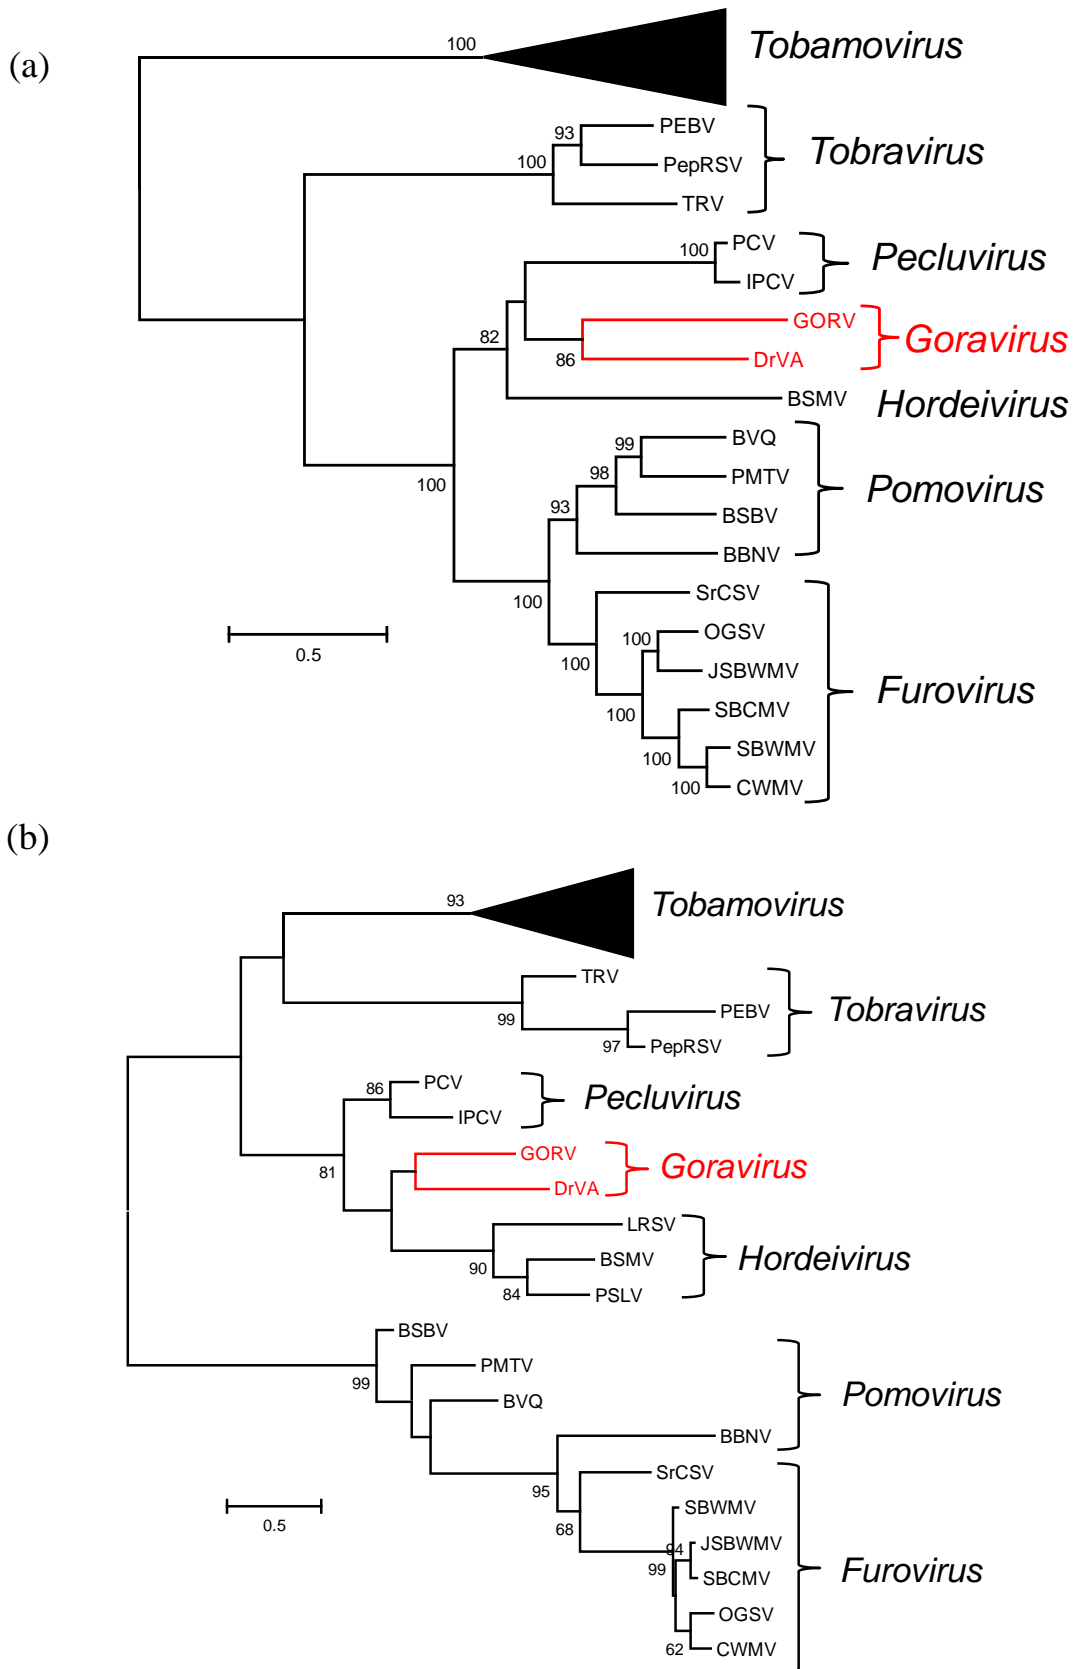 (a)
100
Tobamovirus
PEBV
93
PepRSV
100
TRV
Tobravirus
PCV
100
IPCV
Pecluvirus
GORV
82
86
DrVA
Goravirus
BSMV
Hordeivirus
BVQ
99
PMTV
98
BSBV
93
BBNV
Pomovirus
100
100
SrCSV
OGSV
100
JSBWMV
100
SBCMV
100
SBWMV
100
CWMV
100
Furovirus
0.5
(b)
93
Tobamovirus
TRV
99
PEBV
97
PepRSV
Tobravirus
86
PCV
IPCV
Pecluvirus
81
GORV
DrVA
Goravirus
LRSV
90
BSMV
84
PSLV
Hordeivirus
BSBV
99
PMTV
BVQ
BBNV
Pomovirus
95
SrCSV
68
SBWMV
94
JSBWMV
99
SBCMV
OGSV
62
CWMV
Furovirus
0.5